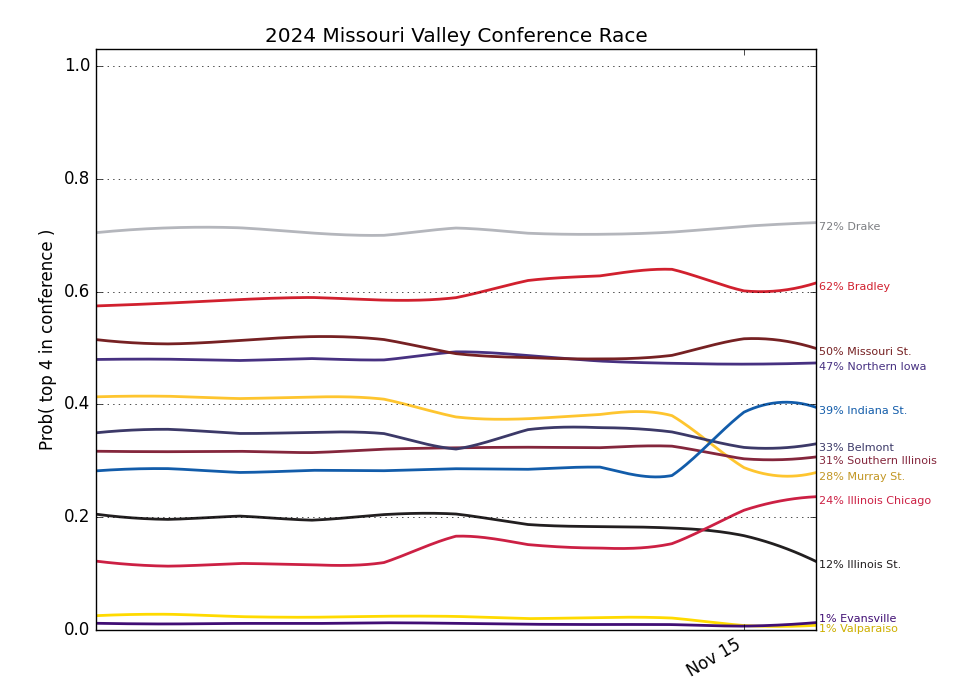 2024 Missouri Valley Conference Race
Prob( top 4 in conference )
1.0
0.8
0.6
0.4
0.2
0.0
72% Drake
62% Bradley
50% Missouri St.
47% Northern Iowa
39% Indiana St.
33% Belmont
31% Southern Illinois
28% Murray St.
24% Illinois Chicago
12% Illinois St.
1% Evansville
1% Valparaiso
Nov 15